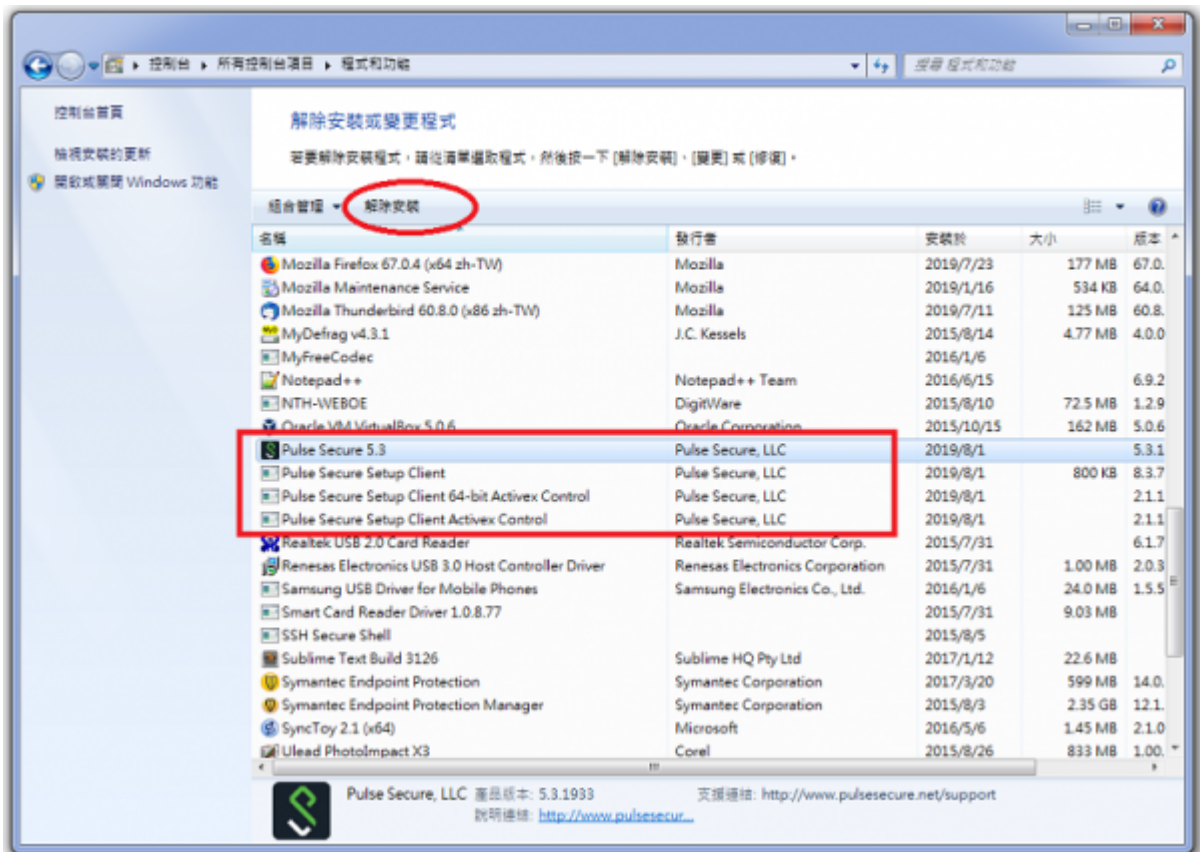 控制台 ▸ 所有控制台項目 ▸ 程式和功能
搜尋 程式和功能
控制台首頁
檢視安裝的更新
開啟或關閉 Windows 功能
解除安裝或變更程式
若要解除安裝程式，請從清單選取程式，然後按一下 [解除安裝]、[變更] 或 [修復]。
組合管理 解除安裝
名稱 發行者 安裝於 大小 版本
Mozilla Firefox 67.0.4 (x64 zh-TW) Mozilla 2019/7/23 177 MB 67.0.
Mozilla Maintenance Service Mozilla 2019/1/16 534 KB 64.0.
Mozilla Thunderbird 60.8.0 (x86 zh-TW) Mozilla 2019/7/11 125 MB 60.8.
MyDefrag v4.3.1 J.C. Kessels 2015/8/14 4.77 MB 4.0.0
MyFreeCodec 2016/1/6
Notepad++ Notepad++ Team 2016/6/15 6.9.2
NTH-WEBOE DigitWare 2015/8/10 72.5 MB 1.2.9
Oracle VM VirtualBox 5.0.6 Oracle Corporation 2015/10/15 162 MB 5.0.6
Pulse Secure 5.3 Pulse Secure, LLC 2019/8/1 5.3.1
Pulse Secure Setup Client Pulse Secure, LLC 2019/8/1 800 KB 8.3.7
Pulse Secure Setup Client 64-bit Activex Control Pulse Secure, LLC 2019/8/1 2.1.1
Pulse Secure Setup Client Activex Control Pulse Secure, LLC 2019/8/1 2.1.1
Realtek USB 2.0 Card Reader Realtek Semiconductor Corp. 2015/7/31 6.1.7
Renesas Electronics USB 3.0 Host Controller Driver Renesas Electronics Corporation 2015/7/31 1.00 MB 2.0.3
Samsung USB Driver for Mobile Phones Samsung Electronics Co., Ltd. 2016/1/6 24.0 MB 1.5.5
Smart Card Reader Driver 1.0.8.77 2015/7/31 9.03 MB
SSH Secure Shell 2015/8/5
Sublime Text Build 3126 Sublime HQ Pty Ltd 2017/1/12 22.6 MB
Symantec Endpoint Protection Symantec Corporation 2017/3/20 599 MB 14.0.
Symantec Endpoint Protection Manager Symantec Corporation 2015/8/3 2.35 GB 12.1.
SyncToy 2.1 (x64) Microsoft 2016/5/6 1.45 MB 2.1.0
Ulead PhotoImpact X3 Corel 2015/8/26 833 MB 1.00.
Pulse Secure, LLC 產品版本: 5.3.1933 支援連結: http://www.pulsesecure.net/support
說明連結: http://www.pulsesecur...